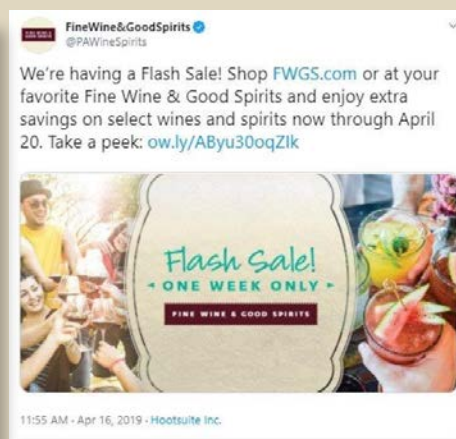 FineWine&GoodSpirits
@PAWineSpirits
We're having a Flash Sale! Shop FWGS.com or at your
favorite Fine Wine & Good Spirits and enjoy extra
savings on select wines and spirits now through April
20. Take a peek: ow.ly/AByu30oqZIk
Flash Sale!
ONE WEEK ONLY
FINE WINE & GOOD SPIRITS
11:55 AM - Apr 16, 2019 - Hootsuite Inc.